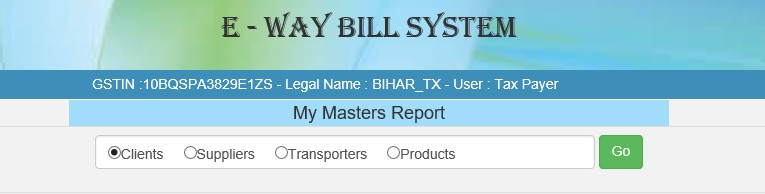 E - WAY BILL SYSTEM
GSTIN :10BQSPA3829E1ZS - Legal Name : BIHAR_TX - User : Tax Payer
My Masters Report
Clients Suppliers Transporters Products Go